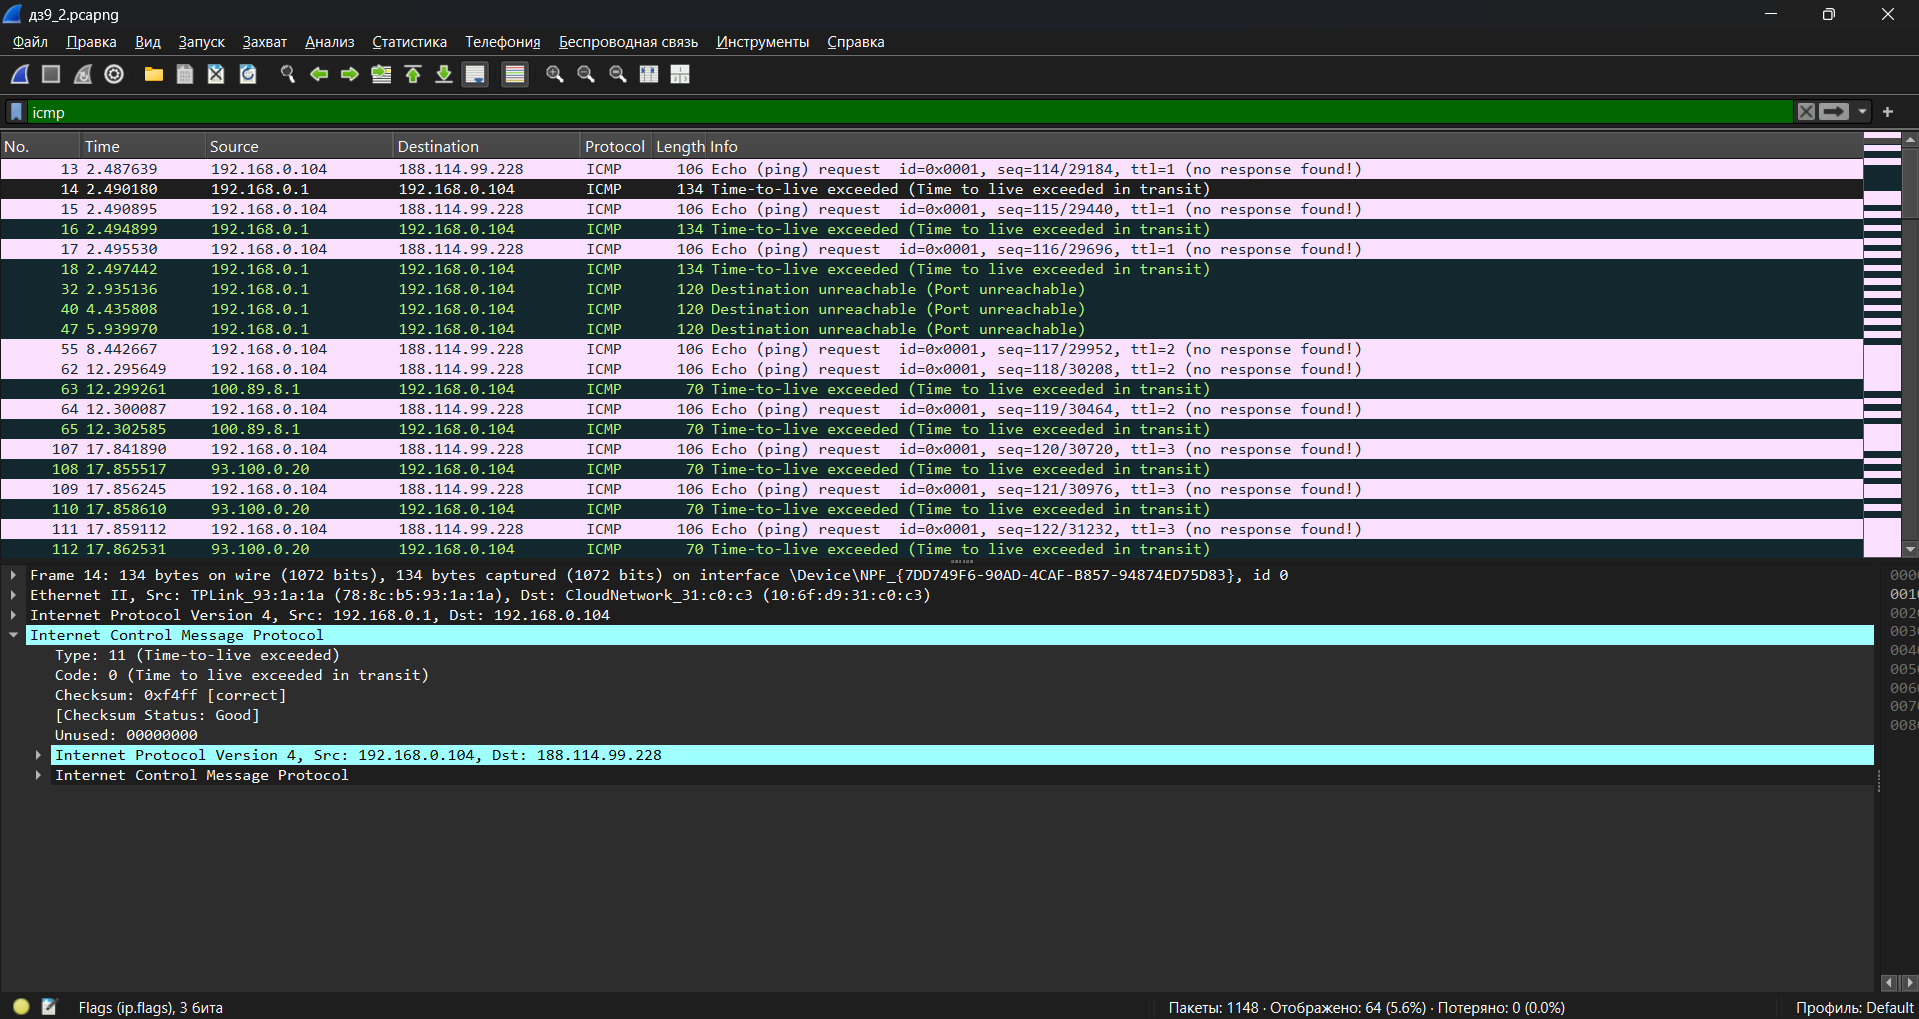 дз9_2.pcapng
Файл Правка Вид Запуск Захват Анализ Статистика Телефония Беспроводная связь Инструменты Справка
icmp
No. Time Source Destination Protocol Length Info
13 2.487639 192.168.0.104 188.114.99.228 ICMP 106 Echo (ping) request id=0x0001, seq=114/29184, ttl=1 (no response found!)
14 2.490180 192.168.0.1 192.168.0.104 ICMP 134 Time-to-live exceeded (Time to live exceeded in transit)
15 2.490895 192.168.0.104 188.114.99.228 ICMP 106 Echo (ping) request id=0x0001, seq=115/29440, ttl=1 (no response found!)
16 2.494899 192.168.0.1 192.168.0.104 ICMP 134 Time-to-live exceeded (Time to live exceeded in transit)
17 2.495530 192.168.0.104 188.114.99.228 ICMP 106 Echo (ping) request id=0x0001, seq=116/29696, ttl=1 (no response found!)
18 2.497442 192.168.0.1 192.168.0.104 ICMP 134 Time-to-live exceeded (Time to live exceeded in transit)
32 2.935136 192.168.0.1 192.168.0.104 ICMP 120 Destination unreachable (Port unreachable)
40 4.435808 192.168.0.1 192.168.0.104 ICMP 120 Destination unreachable (Port unreachable)
47 5.939970 192.168.0.1 192.168.0.104 ICMP 120 Destination unreachable (Port unreachable)
55 8.442667 192.168.0.104 188.114.99.228 ICMP 106 Echo (ping) request id=0x0001, seq=117/29952, ttl=2 (no response found!)
62 12.295649 192.168.0.104 188.114.99.228 ICMP 106 Echo (ping) request id=0x0001, seq=118/30208, ttl=2 (no response found!)
63 12.299261 100.89.8.1 192.168.0.104 ICMP 70 Time-to-live exceeded (Time to live exceeded in transit)
64 12.300087 192.168.0.104 188.114.99.228 ICMP 106 Echo (ping) request id=0x0001, seq=119/30464, ttl=2 (no response found!)
65 12.302585 100.89.8.1 192.168.0.104 ICMP 70 Time-to-live exceeded (Time to live exceeded in transit)
107 17.841890 192.168.0.104 188.114.99.228 ICMP 106 Echo (ping) request id=0x0001, seq=120/30720, ttl=3 (no response found!)
108 17.855517 93.100.0.20 192.168.0.104 ICMP 70 Time-to-live exceeded (Time to live exceeded in transit)
109 17.856245 192.168.0.104 188.114.99.228 ICMP 106 Echo (ping) request id=0x0001, seq=121/30976, ttl=3 (no response found!)
110 17.858610 93.100.0.20 192.168.0.104 ICMP 70 Time-to-live exceeded (Time to live exceeded in transit)
111 17.859112 192.168.0.104 188.114.99.228 ICMP 106 Echo (ping) request id=0x0001, seq=122/31232, ttl=3 (no response found!)
112 17.862531 93.100.0.20 192.168.0.104 ICMP 70 Time-to-live exceeded (Time to live exceeded in transit)
Frame 14: 134 bytes on wire (1072 bits), 134 bytes captured (1072 bits) on interface \Device\NPF_{7DD749F6-90AD-4CAF-B857-94874ED75D83}, id 0
Ethernet II, Src: TPLink_93:1a:1a (78:8c:b5:93:1a:1a), Dst: CloudNetwork_31:c0:c3 (10:6f:d9:31:c0:c3)
Internet Protocol Version 4, Src: 192.168.0.1, Dst: 192.168.0.104
Internet Control Message Protocol
Type: 11 (Time-to-live exceeded)
Code: 0 (Time to live exceeded in transit)
Checksum: 0xf4ff [correct]
[Checksum Status: Good]
Unused: 00000000
Internet Protocol Version 4, Src: 192.168.0.104, Dst: 188.114.99.228
Internet Control Message Protocol
000
001
002
003
004
005
006
007
008
Flags (ip.flags), 3 бита Пакеты: 1148 · Отображено: 64 (5.6%) · Потеряно: 0 (0.0%) Профиль: Default